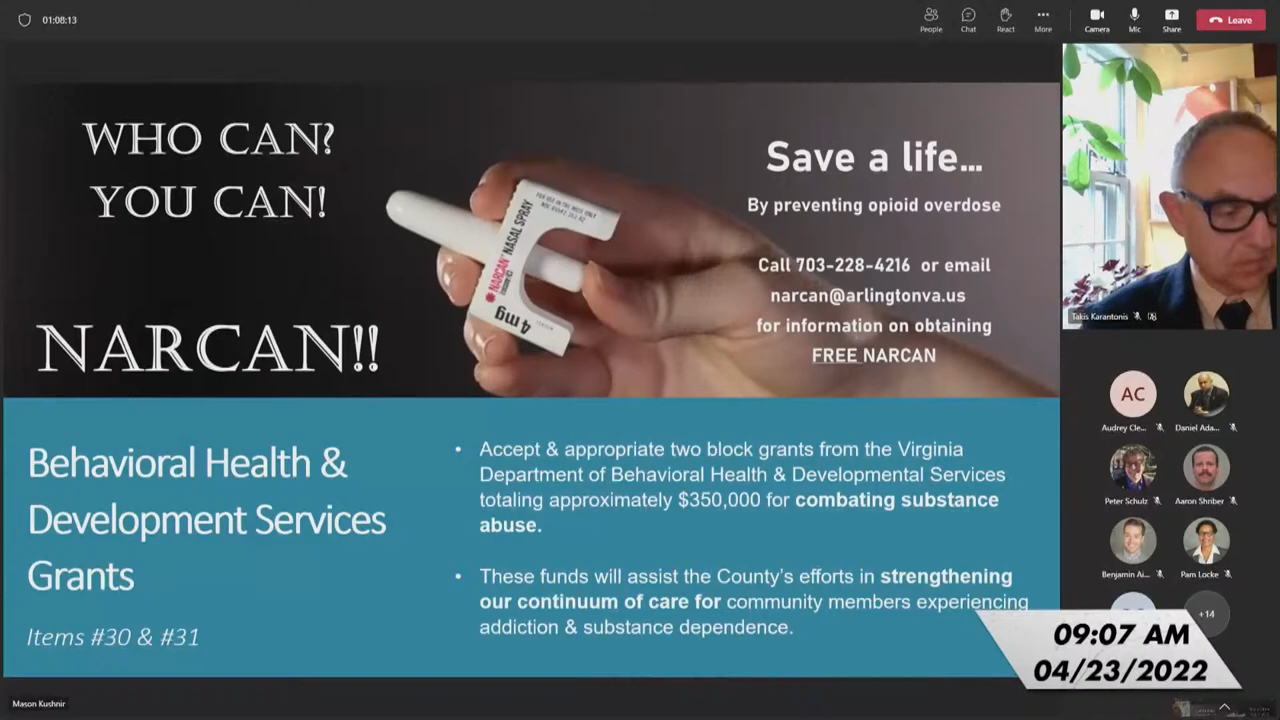 01:08:13
People
Chat
React
More
Camera
Mic
Share
Leave
WHO CAN?
YOU CAN!
NARCAN!!
FOR USE IN THE NOSE ONLY
NARCAN NASAL SPRAY
4 mg
Save a life...
By preventing opioid overdose
Call 703-228-4216 or email
narcan@arlingtonva.us
for information on obtaining
FREE NARCAN
Takis Karantonis
AC
Audrey Cle...
Daniel Ada...
Peter Schulz
Aaron Shriber
Benjamin Ai...
Pam Locke
+14
Behavioral Health &
Development Services
Grants
Items #30 & #31
• Accept & appropriate two block grants from the Virginia
Department of Behavioral Health & Developmental Services
totaling approximately $350,000 for combating substance
abuse.
• These funds will assist the County's efforts in strengthening
our continuum of care for community members experiencing
addiction & substance dependence.
09:07 AM
04/23/2022
Mason Kushnir